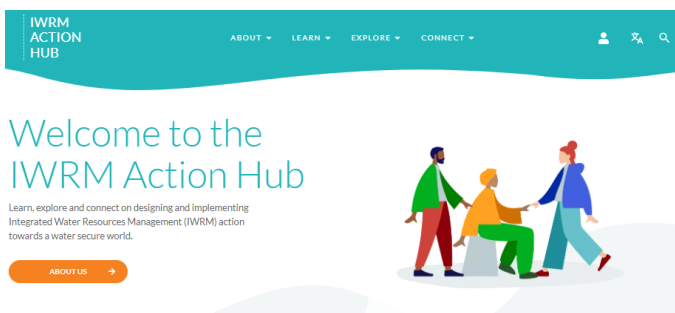 IWRM
ACTION
HUB
ABOUT LEARN EXPLORE CONNECT
Welcome to the
IWRM Action Hub
Learn, explore and connect on designing and implementing
Integrated Water Resources Management (IWRM) action
towards a water secure world.
ABOUT US